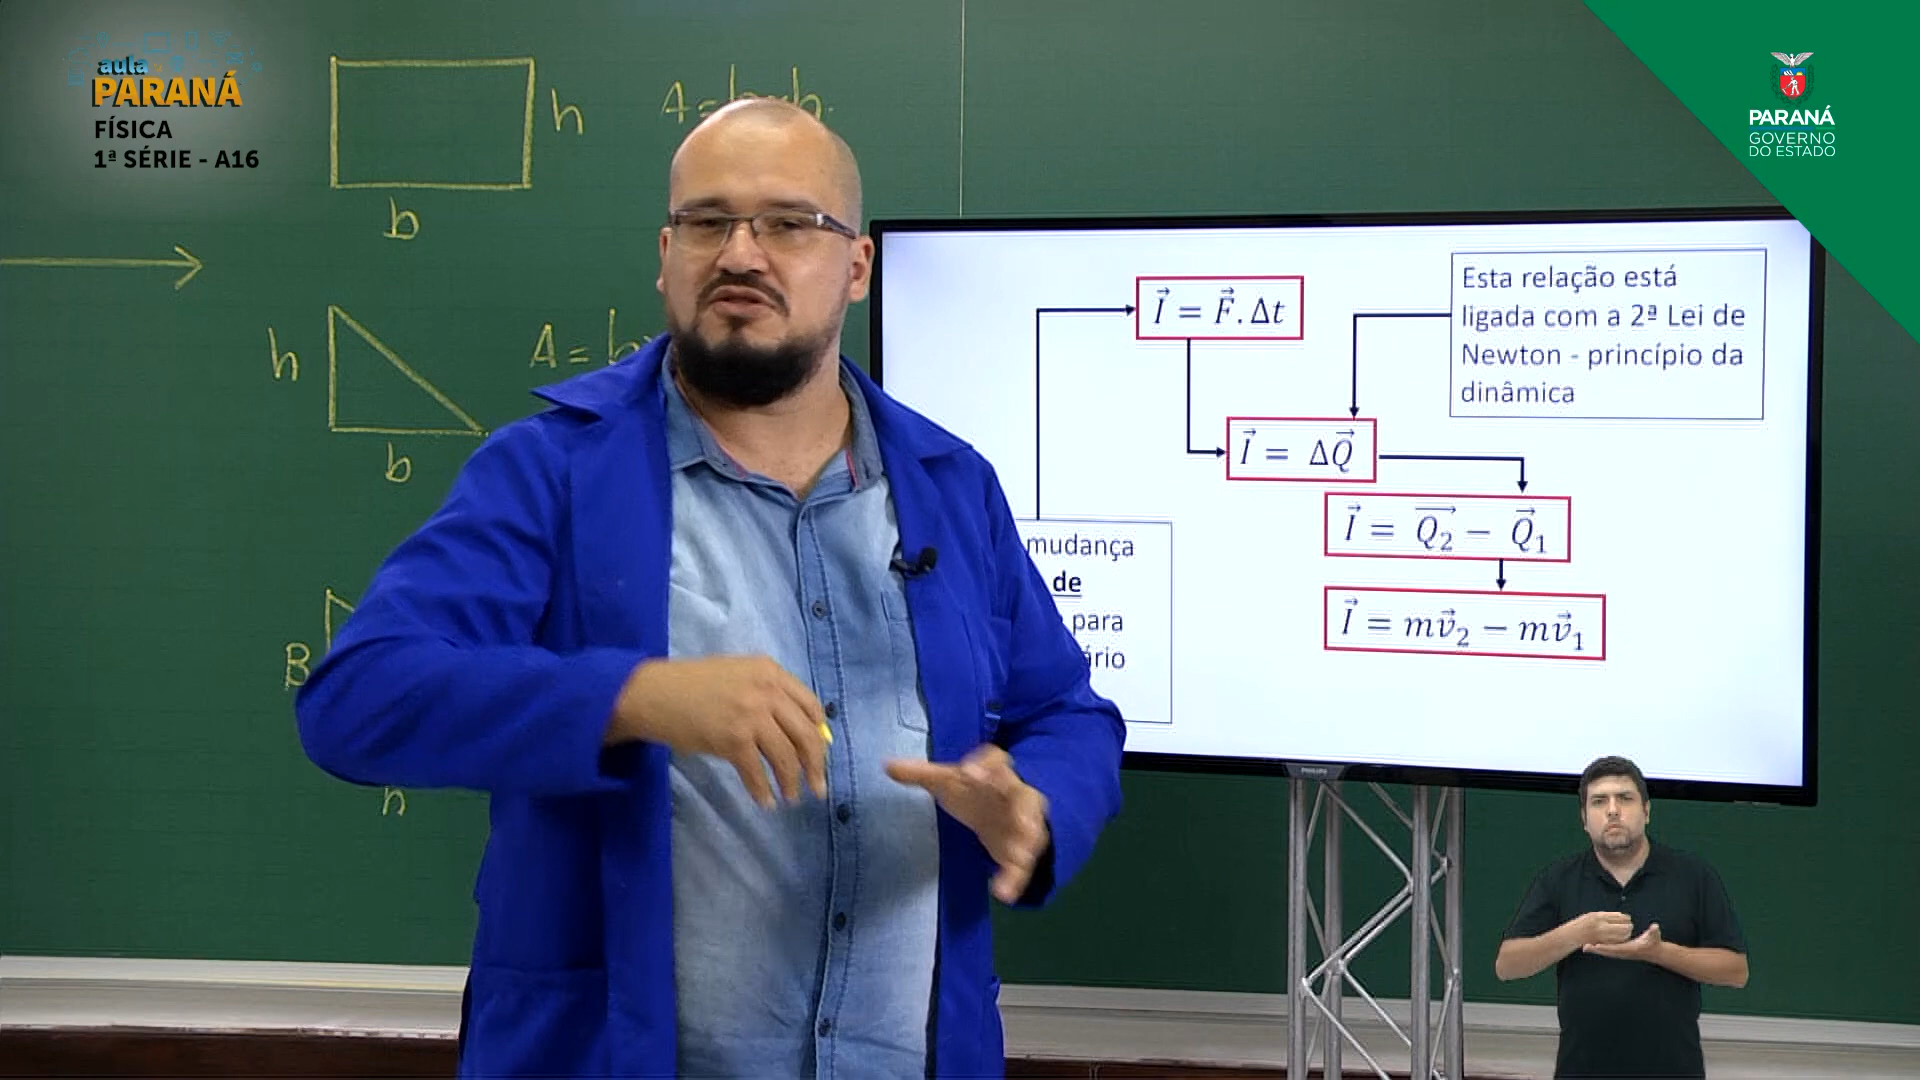 aula
PARANÁ
FÍSICA
1ª SÉRIE - A16
h
b
h
b
B
h
PARANÁ
GOVERNO
DO ESTADO
I⃗ = F⃗ . Δt
Esta relação está
ligada com a 2ª Lei de
Newton - princípio da
dinâmica
I⃗ = ΔQ⃗
I⃗ = Q⃗₂ − Q⃗₁
I⃗ = mv⃗₂ − mv⃗₁
mudança
de
para
PHILIPS